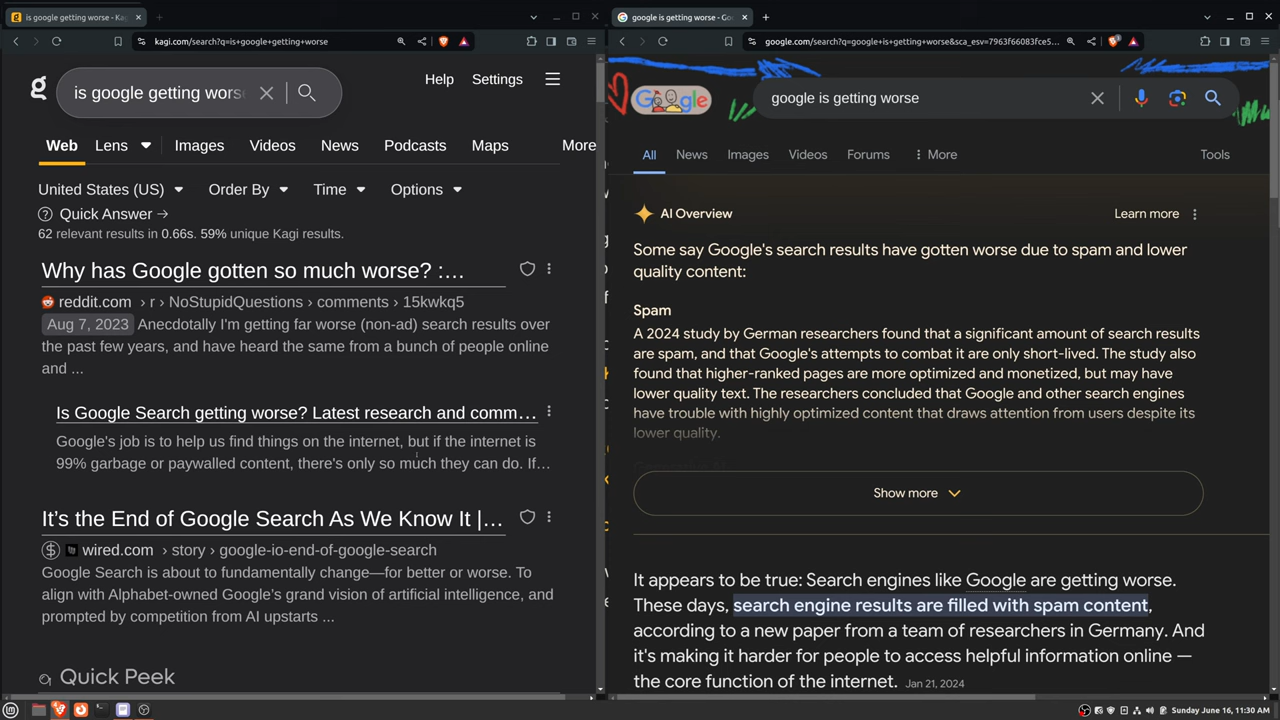 is google getting worse - Kag
google is getting worse - Go
kagi.com/search?q=is+google+getting+worse
google.com/search?q=google+is+getting+worse&sca_esv=7963f66083fce5...
is google getting worse
Help
Settings
Google
google is getting worse
Web
Lens
Images
Videos
News
Podcasts
Maps
More
All
News
Images
Videos
Forums
More
Tools
United States (US)
Order By
Time
Options
Quick Answer →
62 relevant results in 0.66s. 59% unique Kagi results.
Why has Google gotten so much worse? :...
reddit.com › r › NoStupidQuestions › comments › 15kwkq5
Aug 7, 2023 Anecdotally I'm getting far worse (non-ad) search results over
the past few years, and have heard the same from a bunch of people online
and ...
Is Google Search getting worse? Latest research and comm...
Google's job is to help us find things on the internet, but if the internet is
99% garbage or paywalled content, there's only so much they can do. If...
It's the End of Google Search As We Know It |...
wired.com › story › google-io-end-of-google-search
Google Search is about to fundamentally change—for better or worse. To
align with Alphabet-owned Google's grand vision of artificial intelligence, and
prompted by competition from AI upstarts ...
Quick Peek
AI Overview
Learn more
Some say Google's search results have gotten worse due to spam and lower
quality content:
Spam
A 2024 study by German researchers found that a significant amount of search results
are spam, and that Google's attempts to combat it are only short-lived. The study also
found that higher-ranked pages are more optimized and monetized, but may have
lower quality text. The researchers concluded that Google and other search engines
have trouble with highly optimized content that draws attention from users despite its
lower quality.
Show more
It appears to be true: Search engines like Google are getting worse.
These days, search engine results are filled with spam content,
according to a new paper from a team of researchers in Germany. And
it's making it harder for people to access helpful information online —
the core function of the internet. Jan 21, 2024
Sunday June 16, 11:30 AM